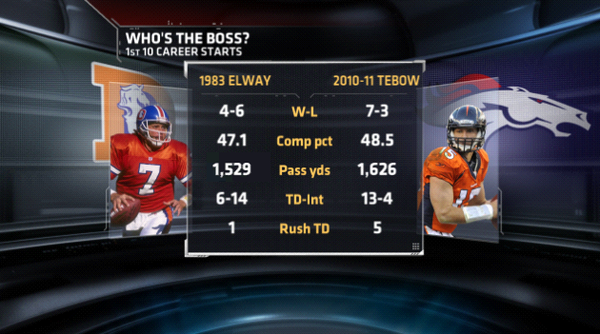 WHO'S THE BOSS?
1ST 10 CAREER STARTS
1983 ELWAY 2010-11 TEBOW
4-6 W-L 7-3
47.1 Comp pct 48.5
1,529 Pass yds 1,626
6-14 TD-Int 13-4
1 Rush TD 5
7
15